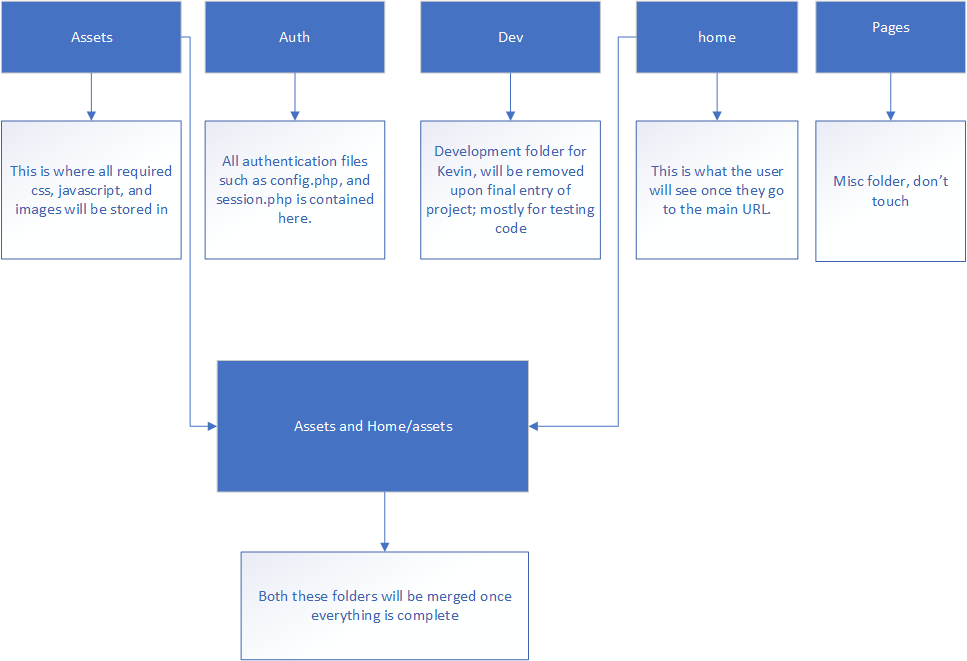 Assets
Auth
Dev
home
Pages
This is where all required
css, javascript, and
images will be stored in
All authentication files
such as config.php, and
session.php is contained
here.
Development folder for
Kevin, will be removed
upon final entry of
project; mostly for testing
code
This is what the user
will see once they go
to the main URL.
Misc folder, don’t
touch
Assets and Home/assets
Both these folders will be merged once
everything is complete